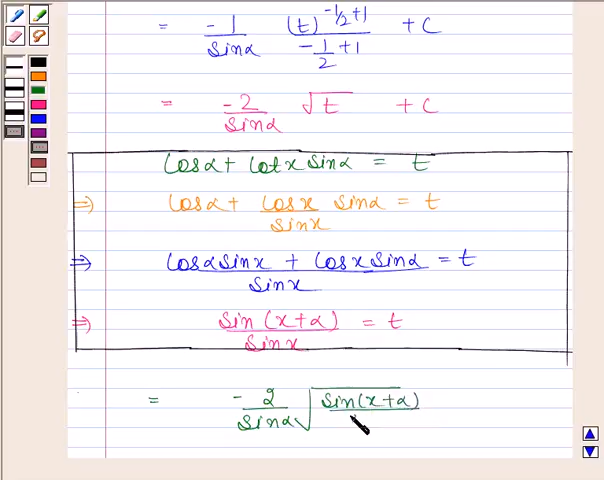 = -1/sinα (t)^(-1/2+1)/(-1/2+1) + C
= -2/sinα √t + C
cosα + cotx sinα = t
⇒ cosα + cosx/sinx sinα = t
⇒ (cosα sinx + cosx sinα)/sinx = t
⇒ sin(x+α)/sinx = t
= -2/sinα √sin(x+α)